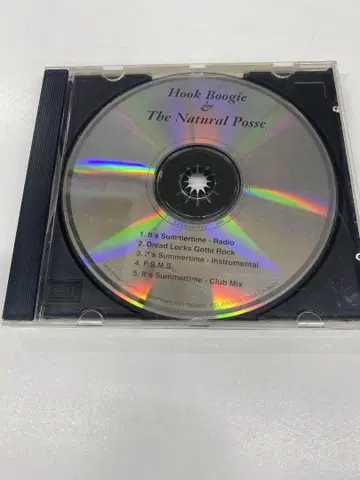 Hook Boogie
&
The Natural Posse
1. It's Summertime - Radio
2. Dread Locks Gotta Rock
3. It's Summertime - Instrumental
4. F.S.M.S.
5. It's Summertime - Club Mix